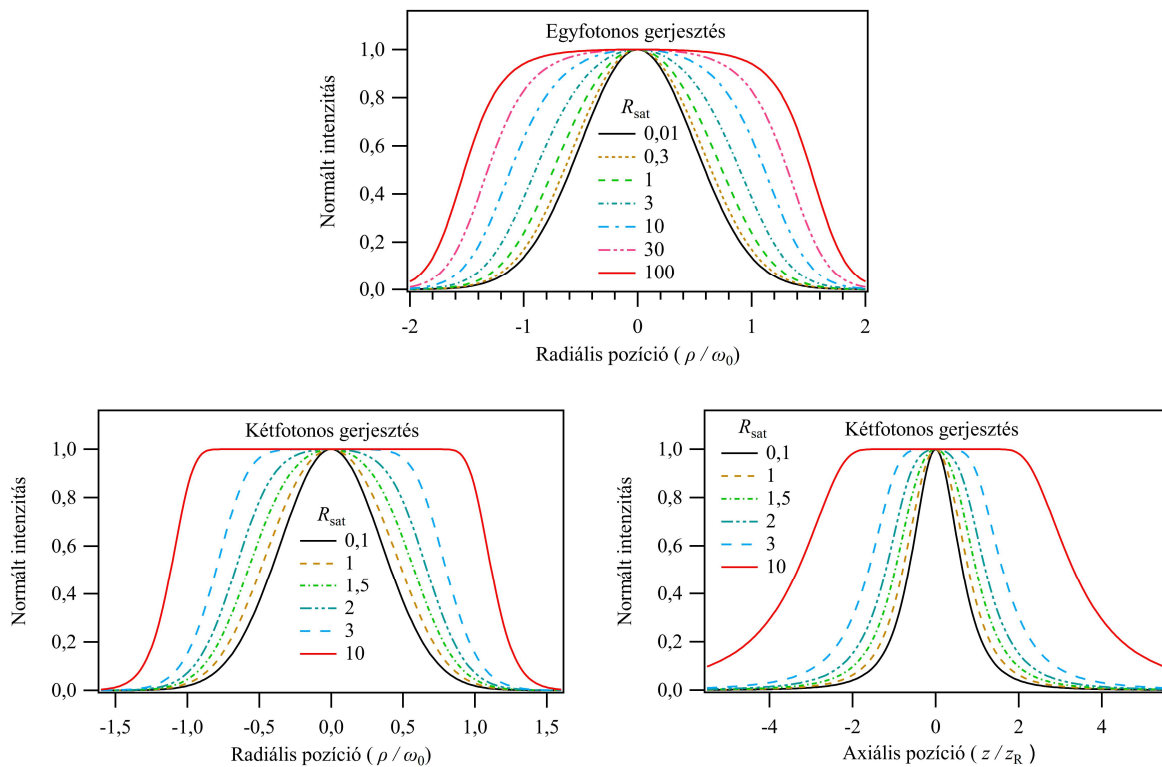 Egyfotonos gerjesztés
Normált intenzitás
1,0
0,8
0,6
0,4
0,2
0,0
R_sat
0,01
0,3
1
3
10
30
100
-2 -1 0 1 2
Radiális pozíció ( ρ / ω₀)
Kétfotonos gerjesztés
Normált intenzitás
1,0
0,8
0,6
0,4
0,2
0,0
R_sat
0,1
1
1,5
2
3
10
-1,5 -1,0 -0,5 0,0 0,5 1,0 1,5
Radiális pozíció ( ρ / ω₀)
Kétfotonos gerjesztés
Normált intenzitás
1,0
0,8
0,6
0,4
0,2
0,0
R_sat
0,1
1
1,5
2
3
10
-4 -2 0 2 4
Axiális pozíció ( z / z_R )